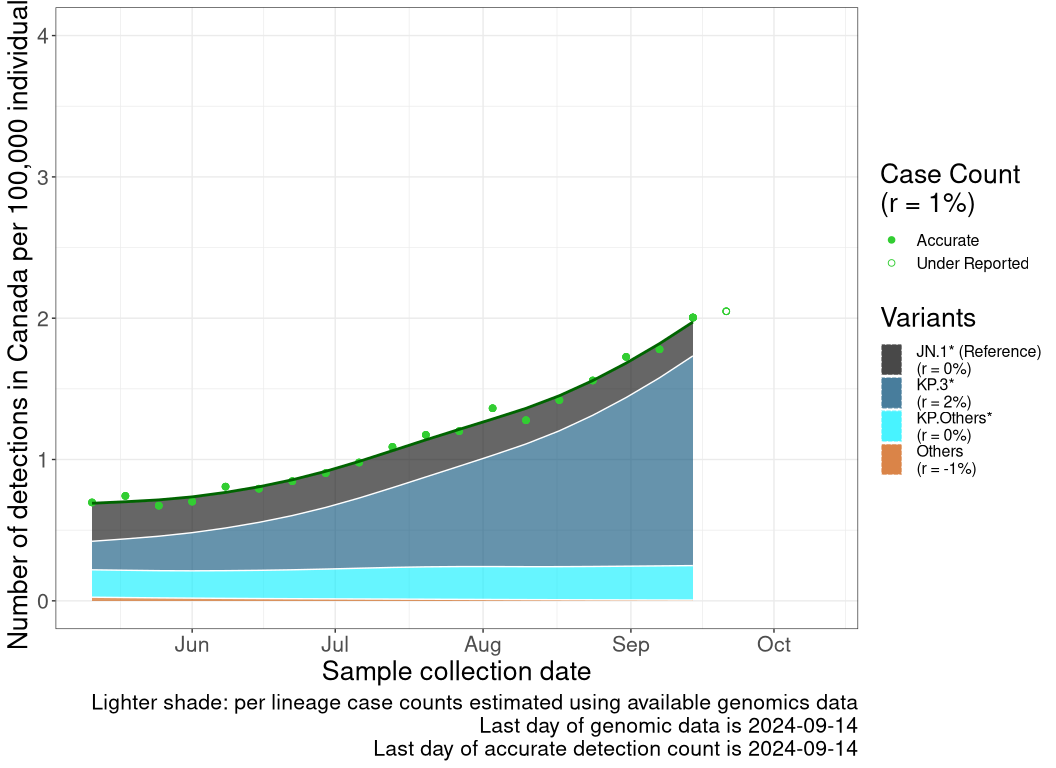 Number of detections in Canada per 100,000 individual
4
3
2
1
0
Jun Jul Aug Sep Oct
Sample collection date
Lighter shade: per lineage case counts estimated using available genomics data
Last day of genomic data is 2024-09-14
Last day of accurate detection count is 2024-09-14
Case Count
(r = 1%)
Accurate
Under Reported
Variants
JN.1* (Reference)
(r = 0%)
KP.3*
(r = 2%)
KP.Others*
(r = 0%)
Others
(r = -1%)